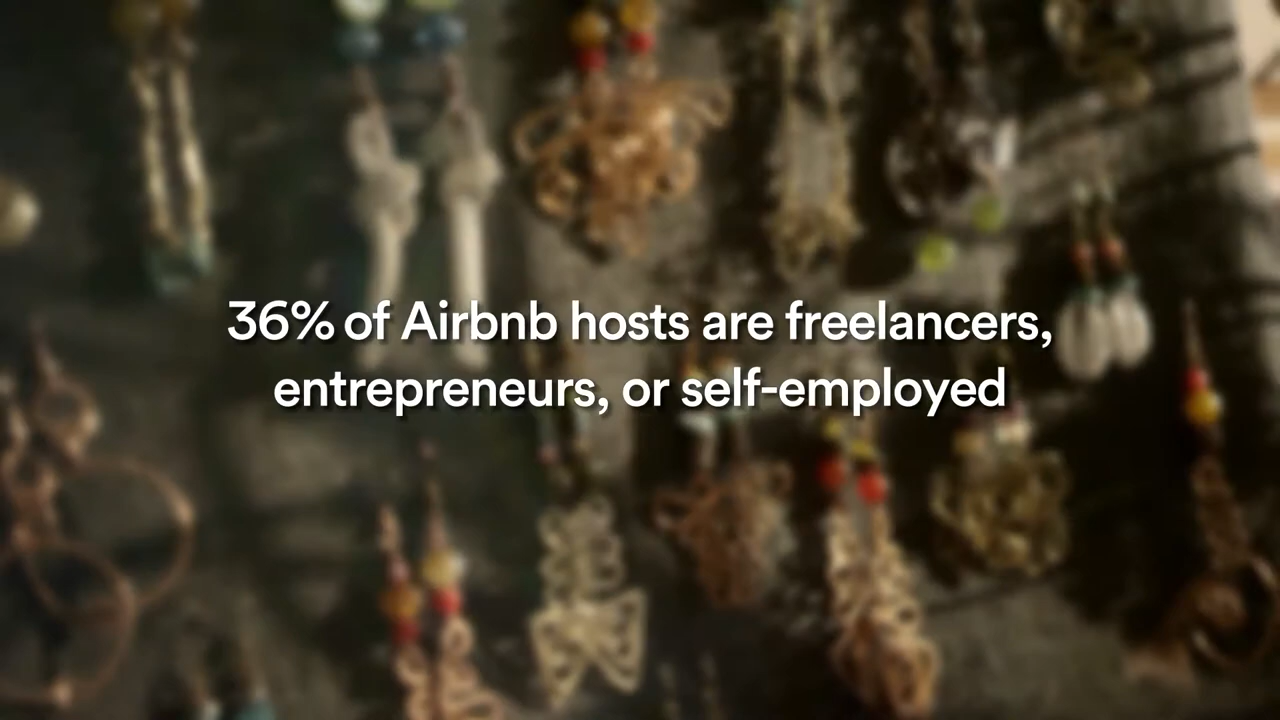 36% of Airbnb hosts are freelancers,
entrepreneurs, or self-employed